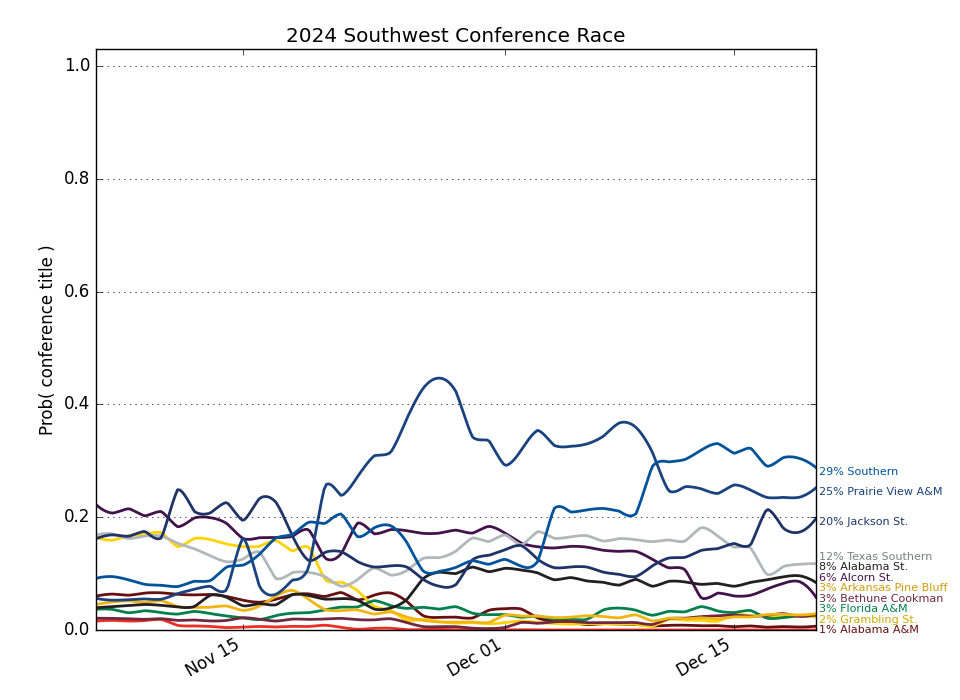 2024 Southwest Conference Race
Prob( conference title )
1.0
0.8
0.6
0.4
0.2
0.0
Nov 15
Dec 01
Dec 15
29% Southern
25% Prairie View A&M
20% Jackson St.
12% Texas Southern
8% Alabama St.
6% Alcorn St.
3% Arkansas Pine Bluff
3% Bethune Cookman
3% Florida A&M
2% Grambling St.
1% Alabama A&M